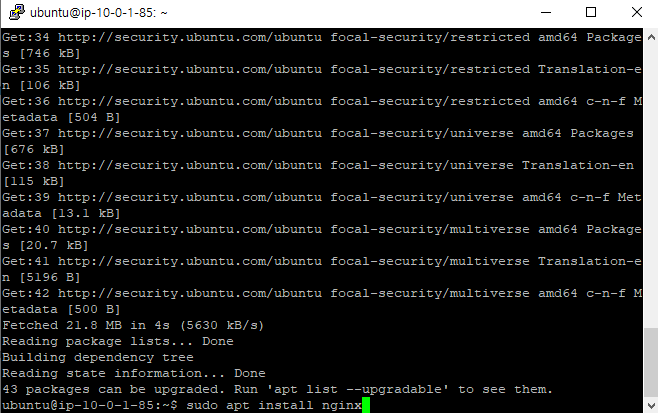 ubuntu@ip-10-0-1-85: ~
Get:34 http://security.ubuntu.com/ubuntu focal-security/restricted amd64 Package
s [746 kB]
Get:35 http://security.ubuntu.com/ubuntu focal-security/restricted Translation-e
n [106 kB]
Get:36 http://security.ubuntu.com/ubuntu focal-security/restricted amd64 c-n-f M
etadata [504 B]
Get:37 http://security.ubuntu.com/ubuntu focal-security/universe amd64 Packages
[676 kB]
Get:38 http://security.ubuntu.com/ubuntu focal-security/universe Translation-en
[115 kB]
Get:39 http://security.ubuntu.com/ubuntu focal-security/universe amd64 c-n-f Met
adata [13.1 kB]
Get:40 http://security.ubuntu.com/ubuntu focal-security/multiverse amd64 Package
s [20.7 kB]
Get:41 http://security.ubuntu.com/ubuntu focal-security/multiverse Translation-e
n [5196 B]
Get:42 http://security.ubuntu.com/ubuntu focal-security/multiverse amd64 c-n-f M
etadata [500 B]
Fetched 21.8 MB in 4s (5630 kB/s)
Reading package lists... Done
Building dependency tree
Reading state information... Done
43 packages can be upgraded. Run 'apt list --upgradable' to see them.
ubuntu@ip-10-0-1-85:~$ sudo apt install nginx